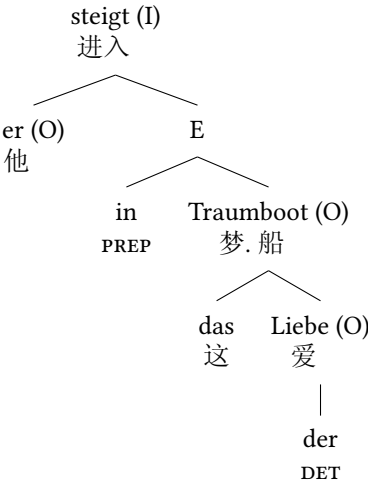 steigt (I)
进入
er (O) E
他
in Traumboot (O)
PREP 梦. 船
das Liebe (O)
这 爱
der
DET